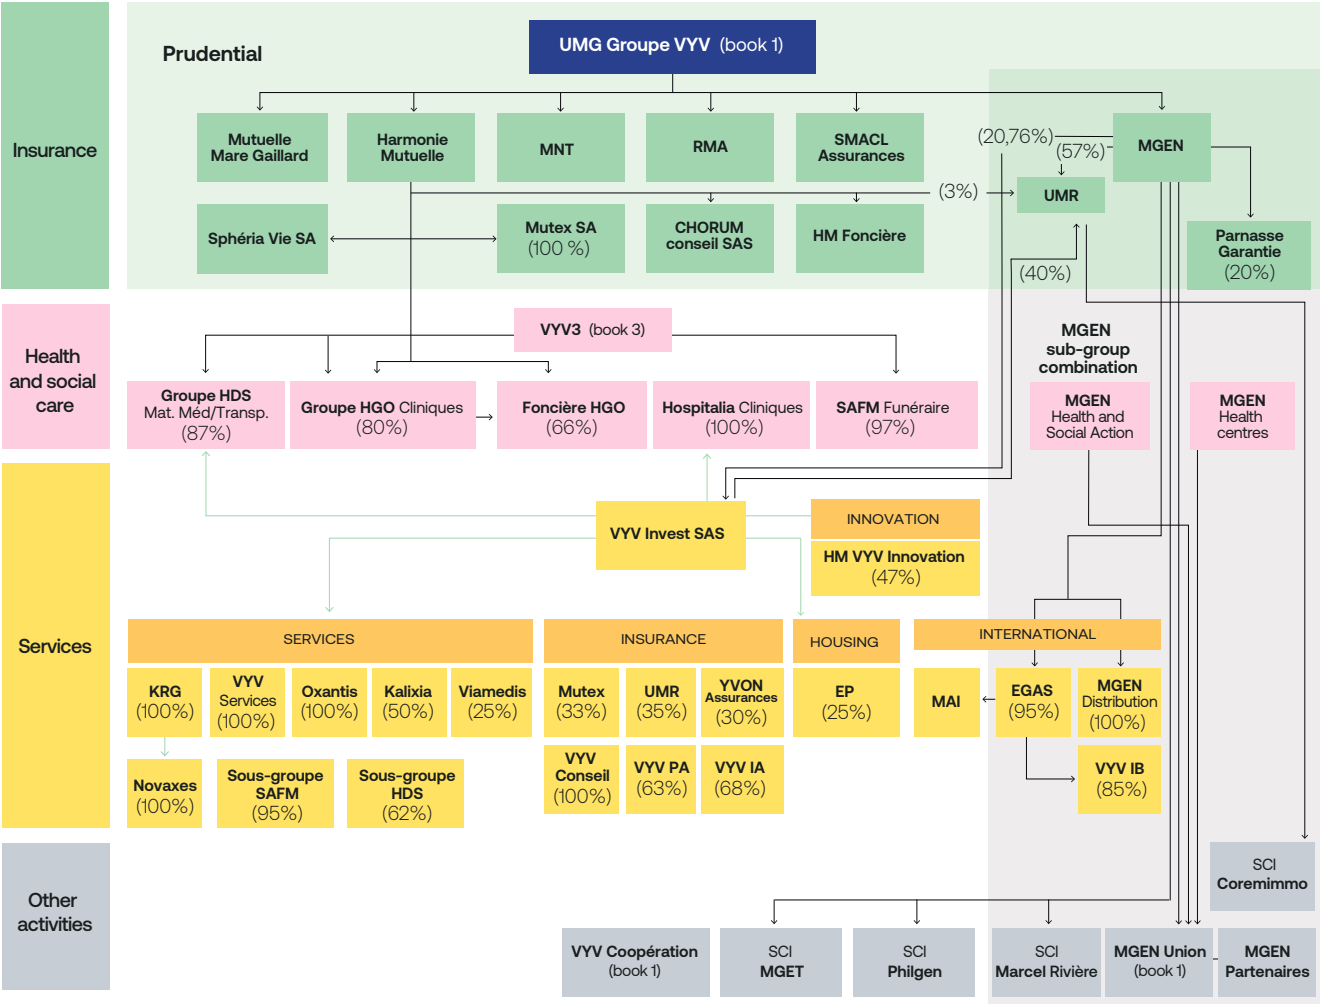 Insurance
Prudential
UMG Groupe VYV (book 1)
Mutuelle
Mare Gaillard
Harmonie
Mutuelle
MNT
RMA
SMACL
Assurances
(20,76%)
(57%)
MGEN
(3%)
UMR
Sphéria Vie SA
Mutex SA
(100 %)
CHORUM
conseil SAS
HM Foncière
(40%)
Parnasse
Garantie
(20%)
Health
and social
care
VYV3 (book 3)
MGEN
sub-group
combination
Groupe HDS
Mat. Méd/Transp.
(87%)
Groupe HGO Cliniques
(80%)
Foncière HGO
(66%)
Hospitalia Cliniques
(100%)
SAFM Funéraire
(97%)
MGEN
Health and
Social Action
MGEN
Health
centres
Services
VYV Invest SAS
INNOVATION
HM VYV Innovation
(47%)
SERVICES
INSURANCE
HOUSING
INTERNATIONAL
KRG
(100%)
VYV
Services
(100%)
Oxantis
(100%)
Kalixia
(50%)
Viamedis
(25%)
Mutex
(33%)
UMR
(35%)
YVON
Assurances
(30%)
EP
(25%)
MAI
EGAS
(95%)
MGEN
Distribution
(100%)
Novaxes
(100%)
Sous-groupe
SAFM
(95%)
Sous-groupe
HDS
(62%)
VYV
Conseil
(100%)
VYV PA
(63%)
VYV IA
(68%)
VYV IB
(85%)
Other
activities
SCI
Coremimmo
VYV Coopération
(book 1)
SCI
MGET
SCI
Philgen
SCI
Marcel Rivière
MGEN Union
(book 1)
MGEN
Partenaires